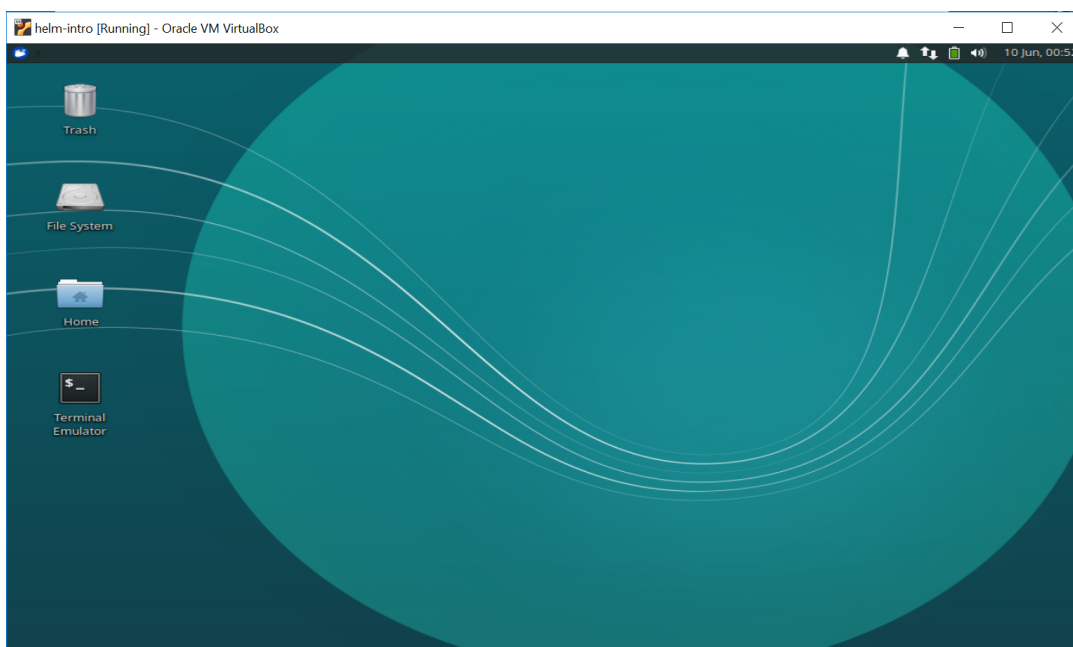 helm-intro [Running] - Oracle VM VirtualBox
10 Jun, 00:5
Trash
File System
Home
$_
Terminal
Emulator